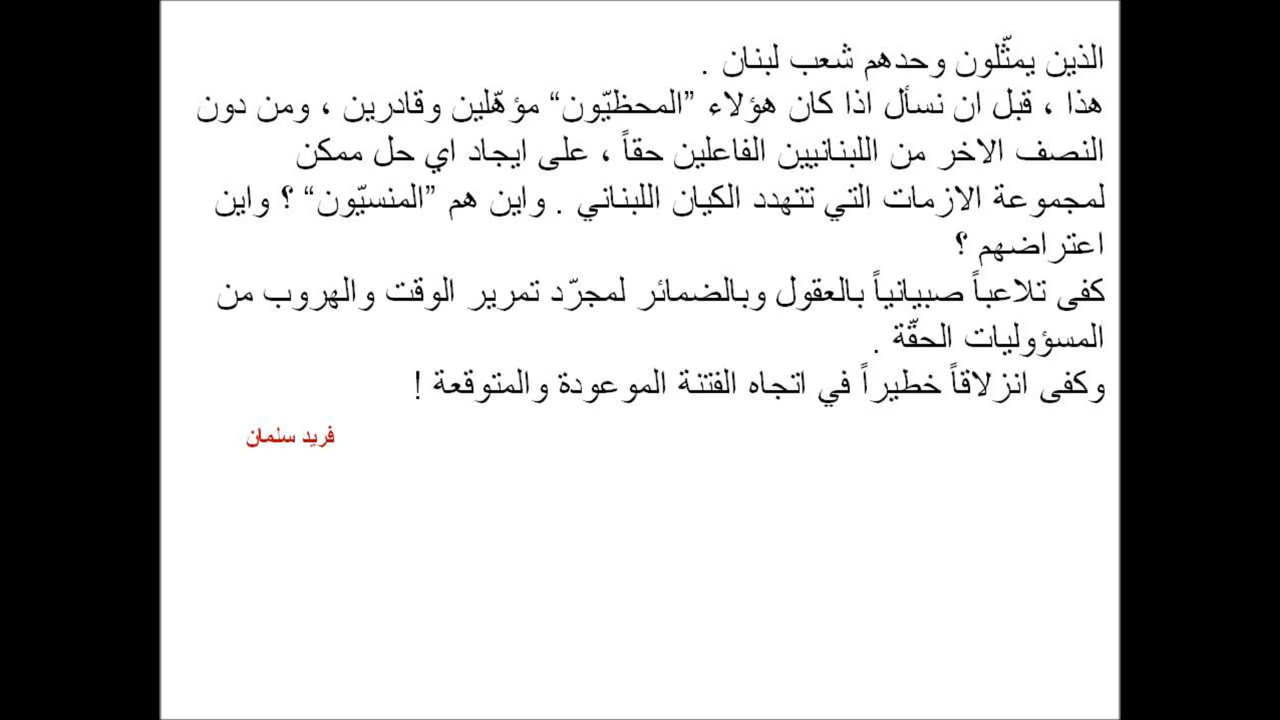 الذين يمثّلون وحدهم شعب لبنان .
هذا ، قبل ان نسأل اذا كان هؤلاء ”المحظيّون“ مؤهّلين وقادرين ، ومن دون
النصف الاخر من اللبنانيين الفاعلين حقاً ، على ايجاد اي حل ممكن
لمجموعة الازمات التي تتهدد الكيان اللبناني . واين هم ”المنسيّون“ ؟ واين
اعتراضهم ؟
كفى تلاعباً صبيانياً بالعقول وبالضمائر لمجرّد تمرير الوقت والهروب من
المسؤوليات الحقّة .
وكفى انزلاقاً خطيراً في اتجاه الفتنة الموعودة والمتوقعة !
فريد سلمان